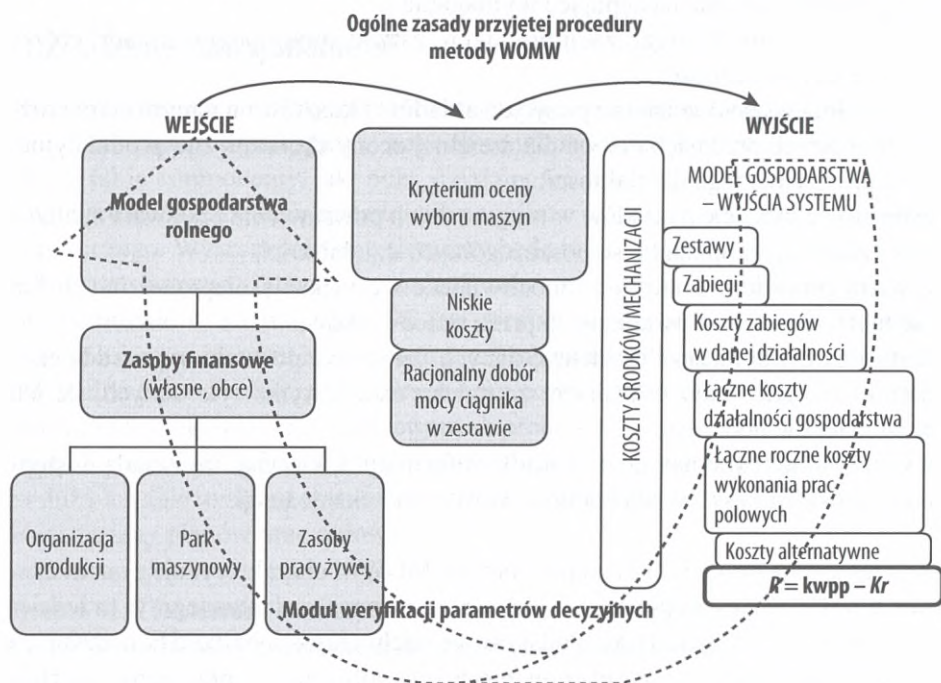 Ogólne zasady przyjętej procedury
metody WOMW
WEJŚCIE
Model gospodarstwa
rolnego
Zasoby finansowe
(własne, obce)
Organizacja
produkcji
Park
maszynowy
Zasoby
pracy żywej
Kryterium oceny
wyboru maszyn
Niskie
koszty
Racjonalny dobór
mocy ciągnika
w zestawie
KOSZTY ŚRODKÓW MECHANIZACJI
WYJŚCIE
MODEL GOSPODARSTWA
– WYJŚCIA SYSTEMU
Zestawy
Zabiegi
Koszty zabiegów
w danej działalności
Łączne koszty
działalności gospodarstwa
Łączne roczne koszty
wykonania prac
polowych
Koszty alternatywne
= kwpp – Kr
Moduł weryfikacji parametrów decyzyjnych